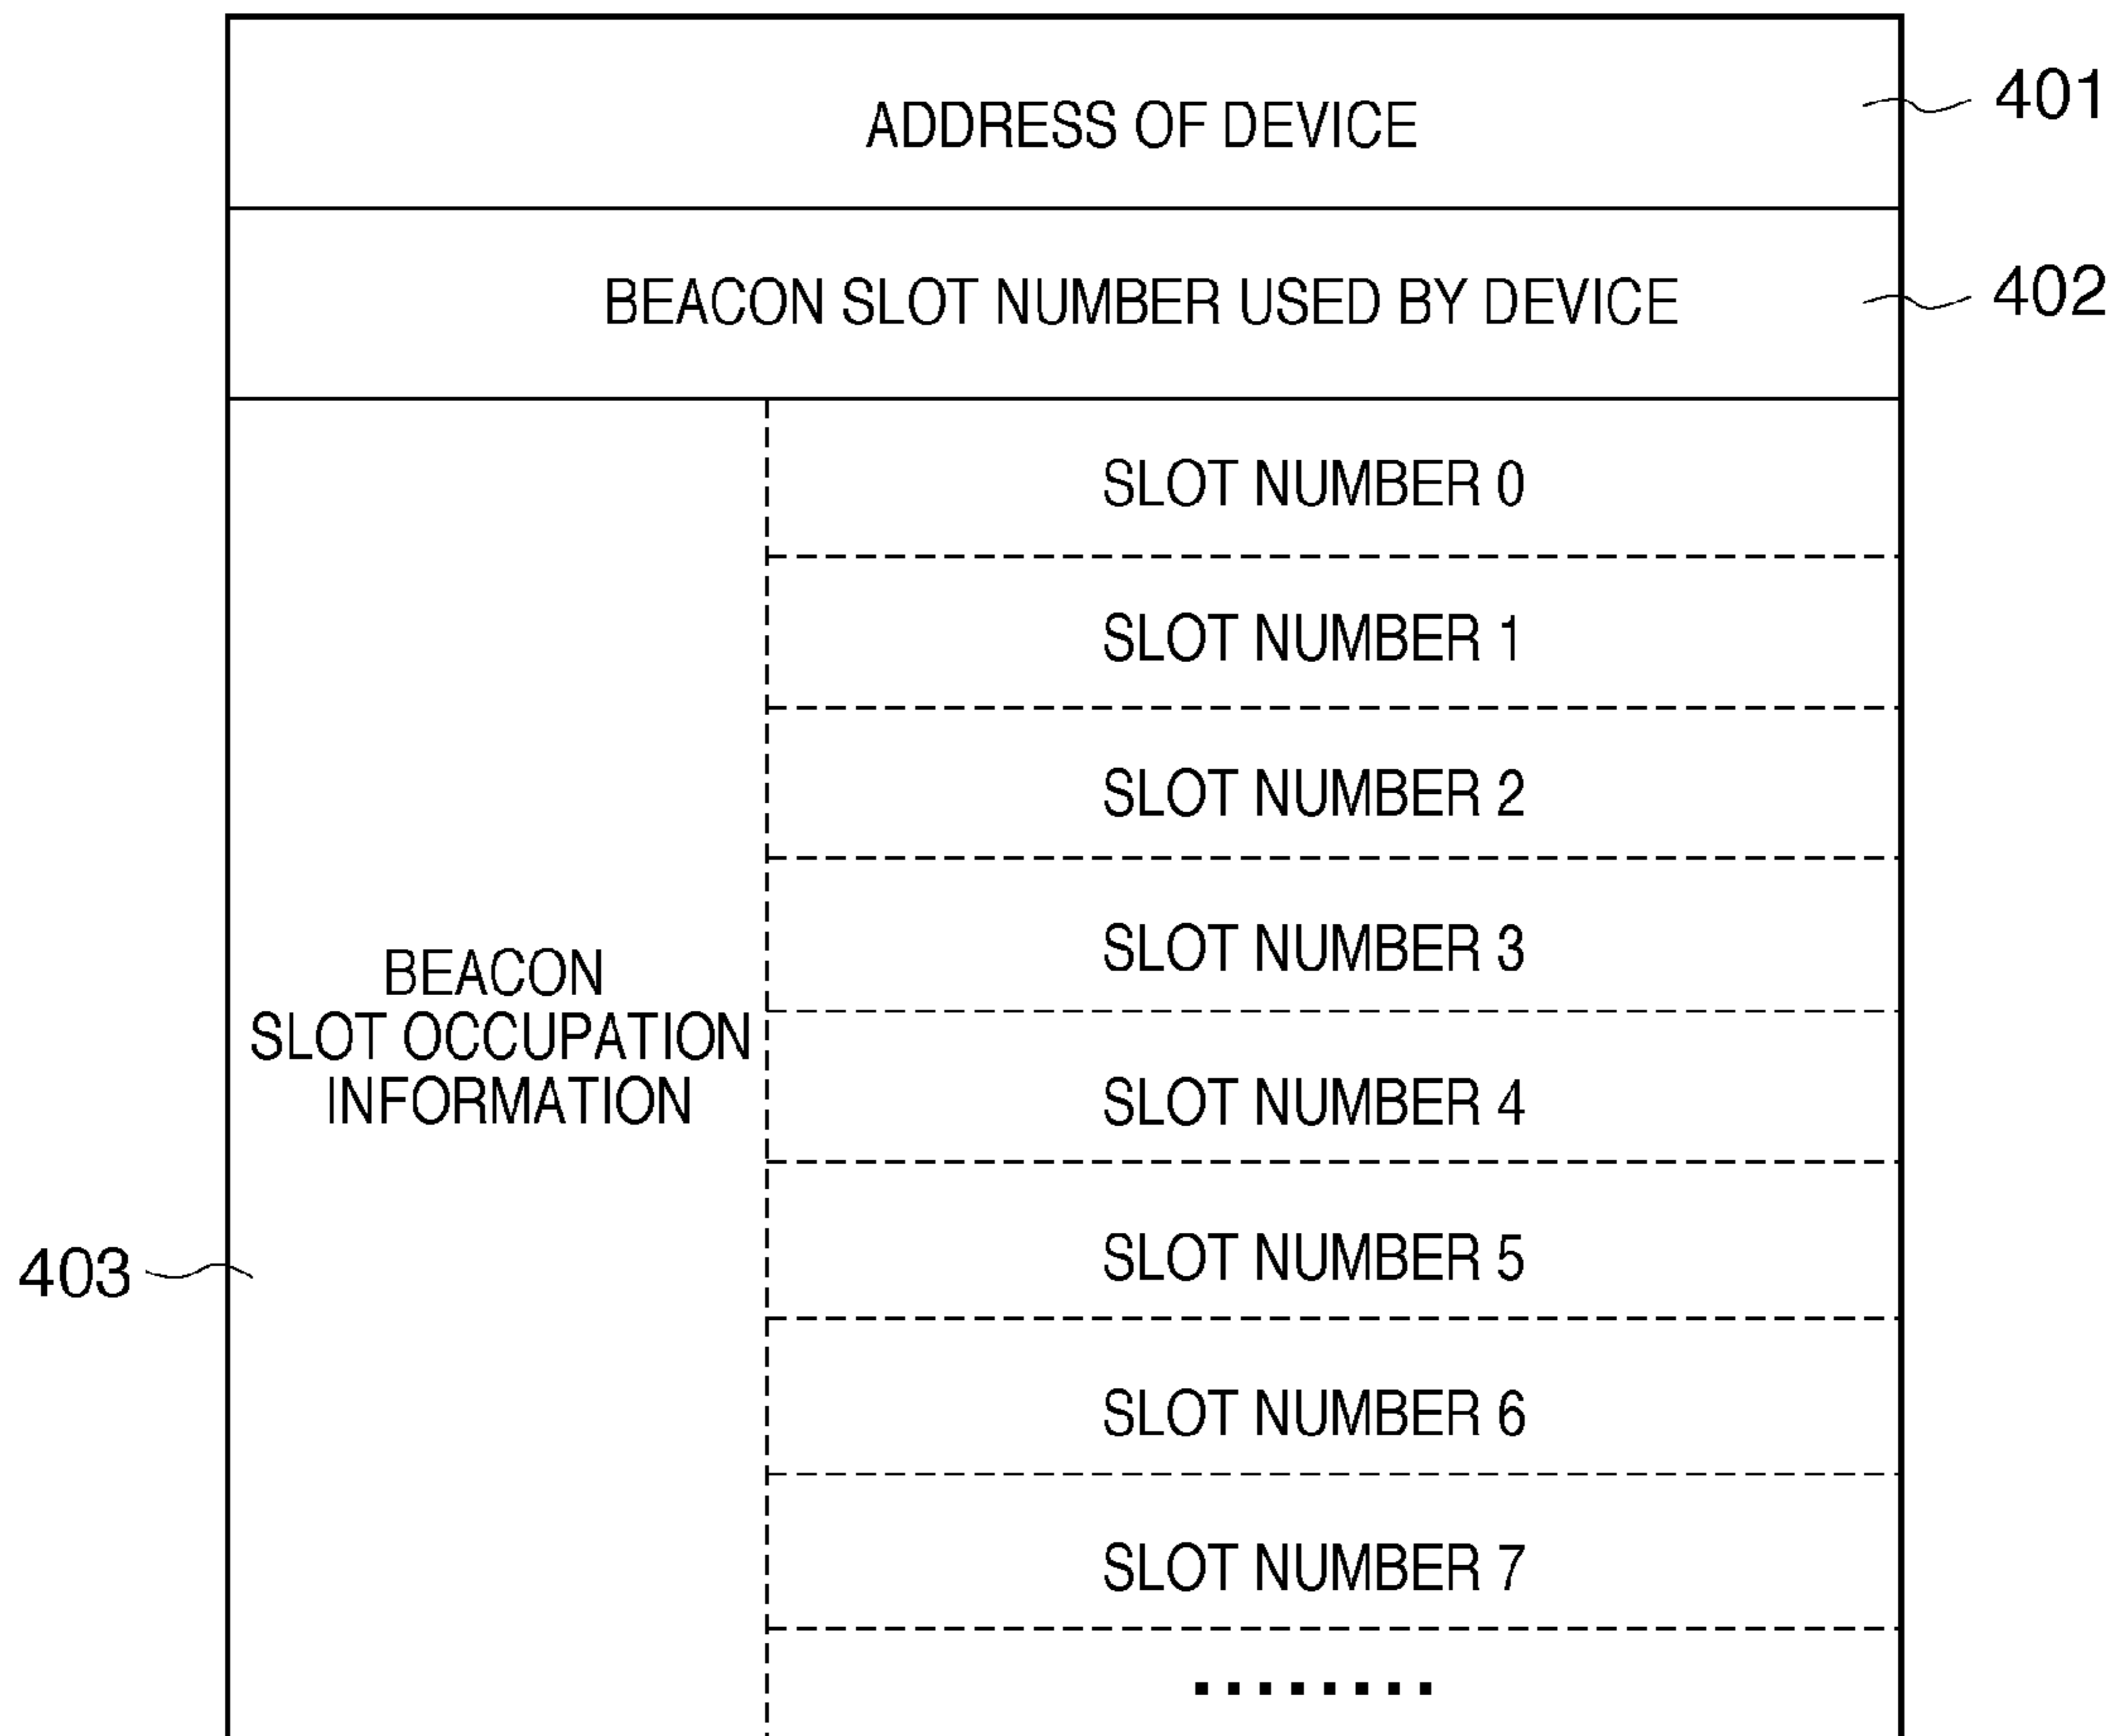 ADDRESS OF DEVICE
401
BEACON SLOT NUMBER USED BY DEVICE
402
BEACON
SLOT OCCUPATION
INFORMATION
403
SLOT NUMBER 0
SLOT NUMBER 1
SLOT NUMBER 2
SLOT NUMBER 3
SLOT NUMBER 4
SLOT NUMBER 5
SLOT NUMBER 6
SLOT NUMBER 7
........